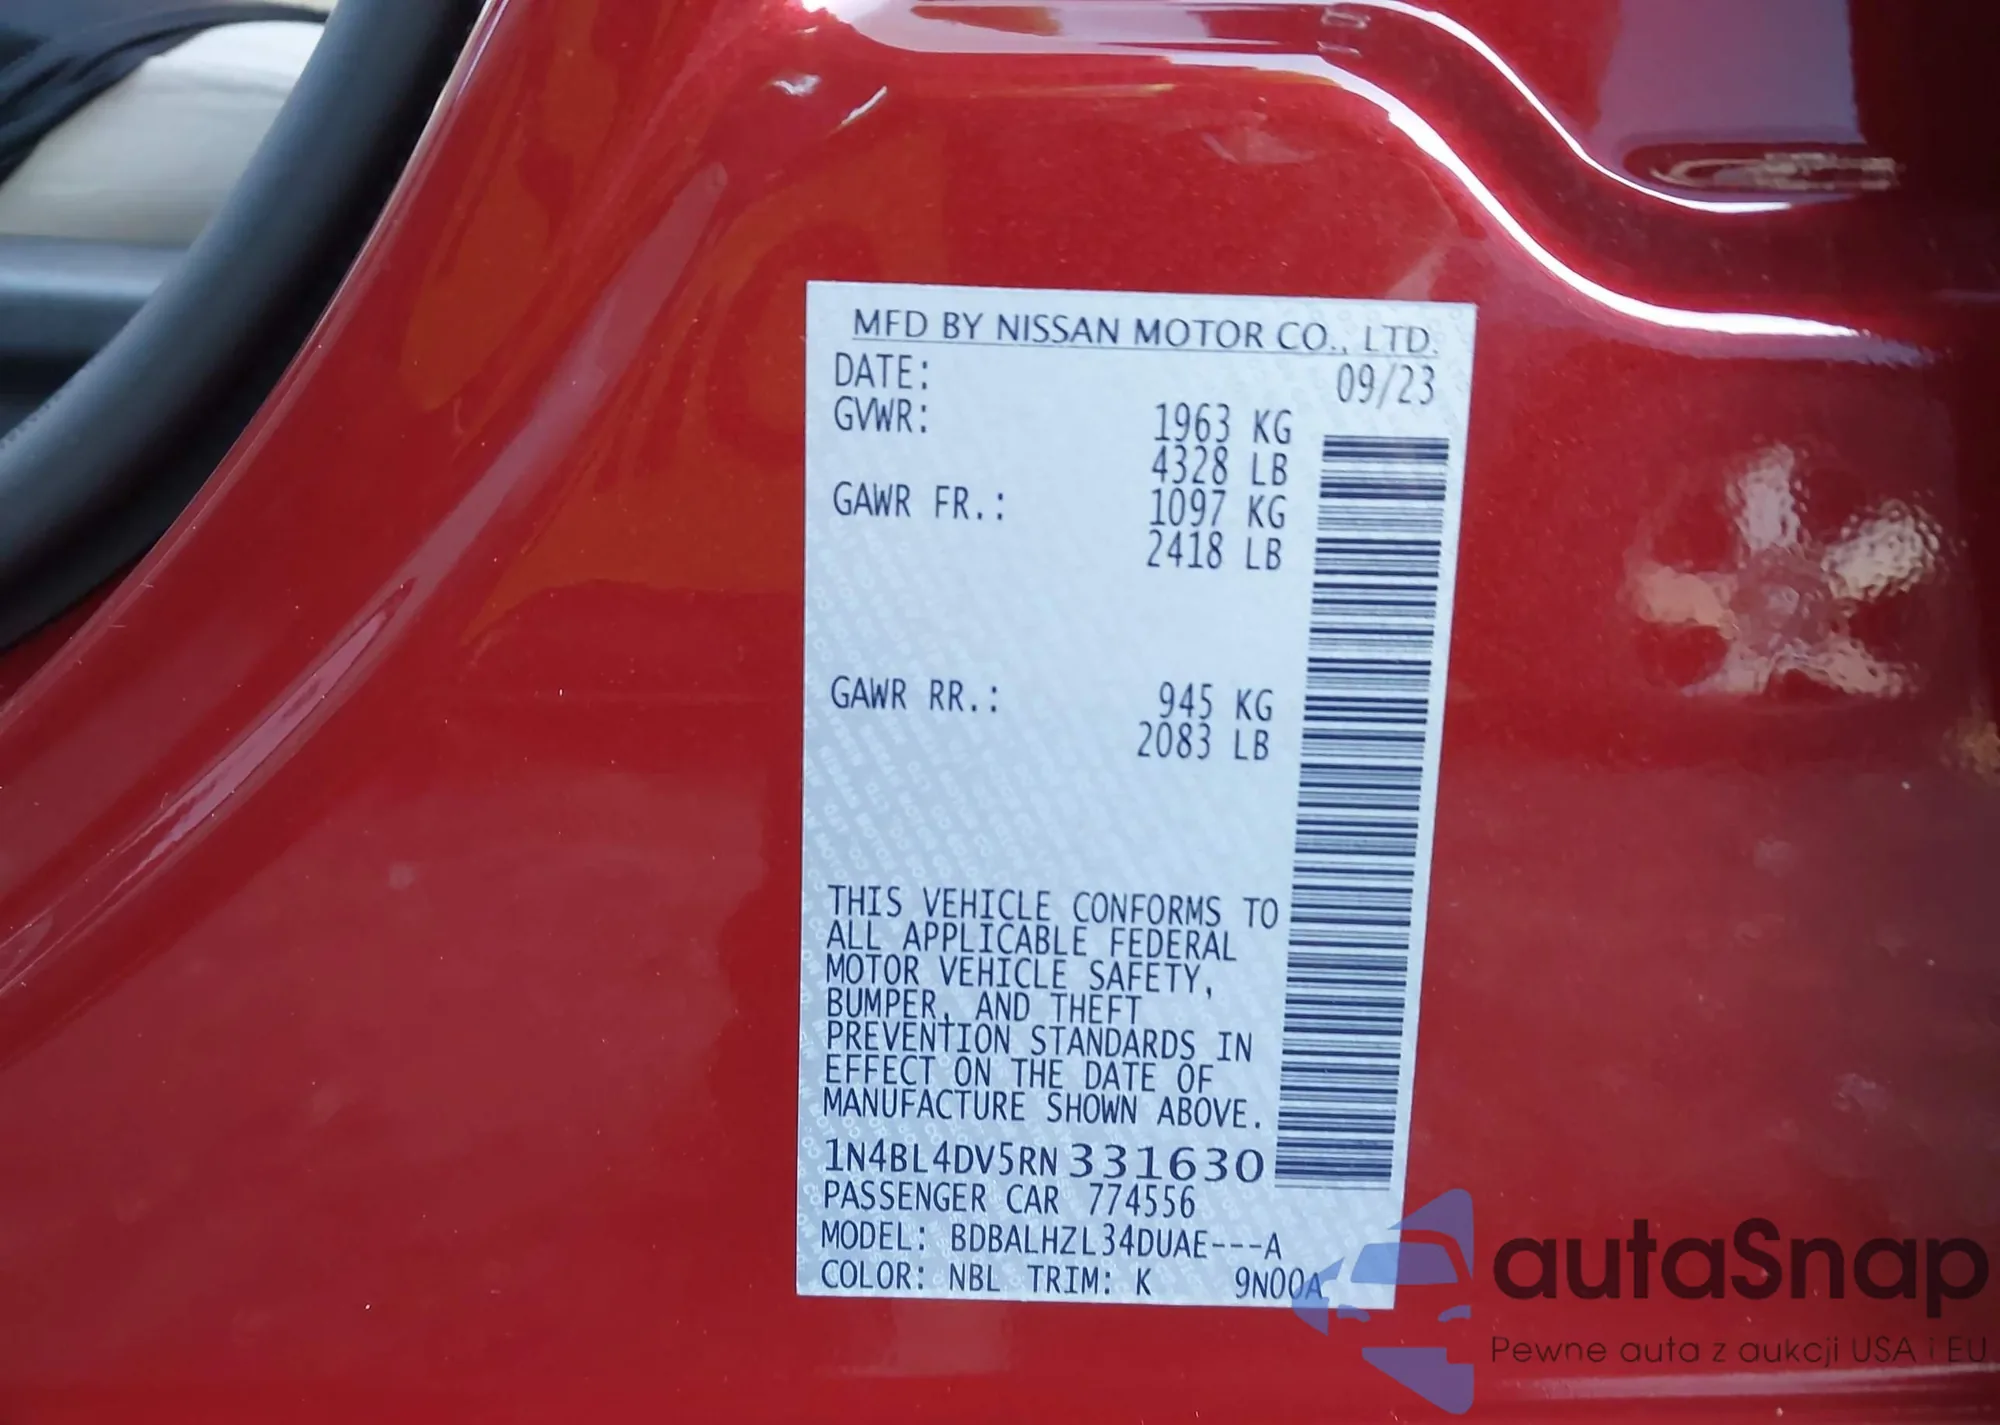 MFD BY NISSAN MOTOR CO., LTD.
DATE: 09/23
GVWR: 1963 KG
4328 LB
GAWR FR.: 1097 KG
2418 LB
GAWR RR.: 945 KG
2083 LB
THIS VEHICLE CONFORMS TO
ALL APPLICABLE FEDERAL
MOTOR VEHICLE SAFETY,
BUMPER, AND THEFT
PREVENTION STANDARDS IN
EFFECT ON THE DATE OF
MANUFACTURE SHOWN ABOVE.
1N4BL4DV5RN331630
PASSENGER CAR 774556
MODEL: BDBALHZL34DUAE---A
COLOR: NBL TRIM: K 9N00A
autaSnap
Pewne auta z aukcji USA i EU